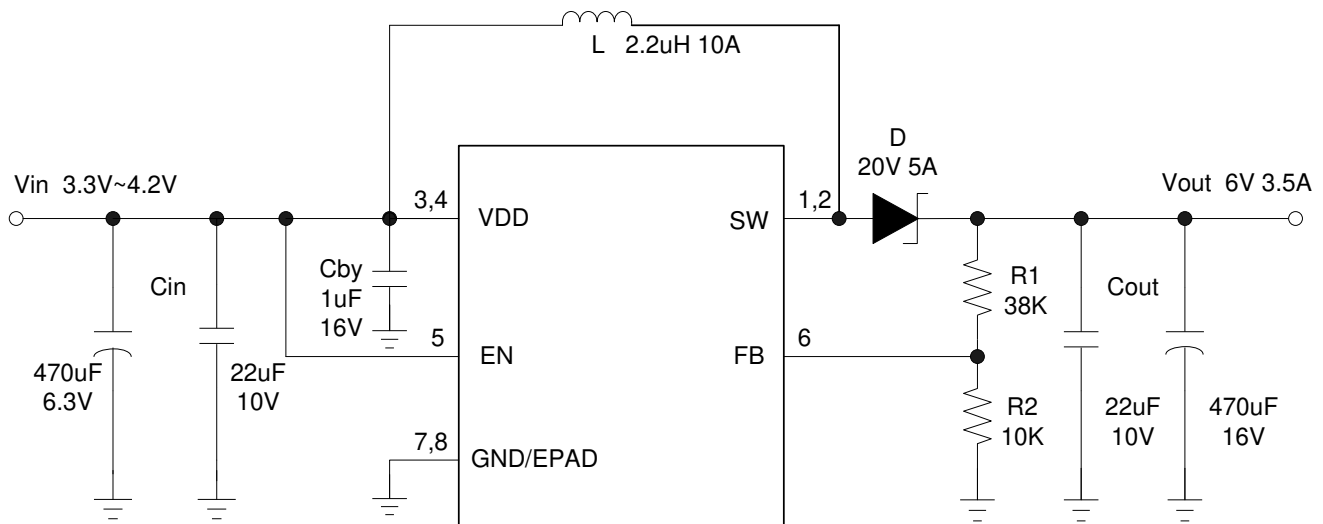 L 2.2uH 10A
D
20V 5A
Vin 3.3V~4.2V
Vout 6V 3.5A
3,4
VDD
SW
1,2
Cby
1uF
16V
Cin
R1
38K
Cout
5
EN
FB
6
470uF
6.3V
22uF
10V
R2
10K
22uF
10V
470uF
16V
7,8
GND/EPAD